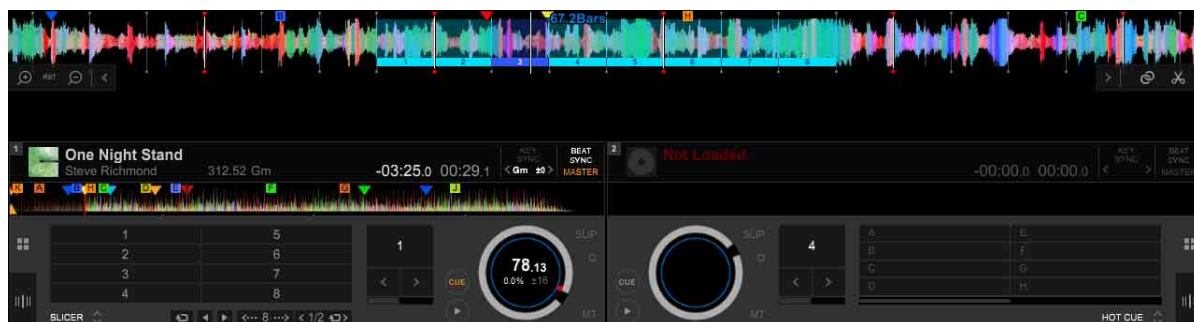 B
-67.2Bars
H
C
1 2 3 4 5 6 7 8
1
One Night Stand
Steve Richmond 312.52 Gm
-03:25.0 00:29.1
KEY SYNC
< Gm ±0 >
BEAT SYNC
MASTER
2
Not Loaded.
-00:00.0 00:00.0
KEY SYNC
BEAT SYNC
MASTER
K A B H C D E F G J
1 5
2 6
3 7
4 8
1
CUE
78.13
0.0% ±16
SLIP
Q
MT
SLICER
<--- 8 ---> < 1/2
CUE
SLIP
Q
MT
4
A E
B F
C G
D H
HOT CUE